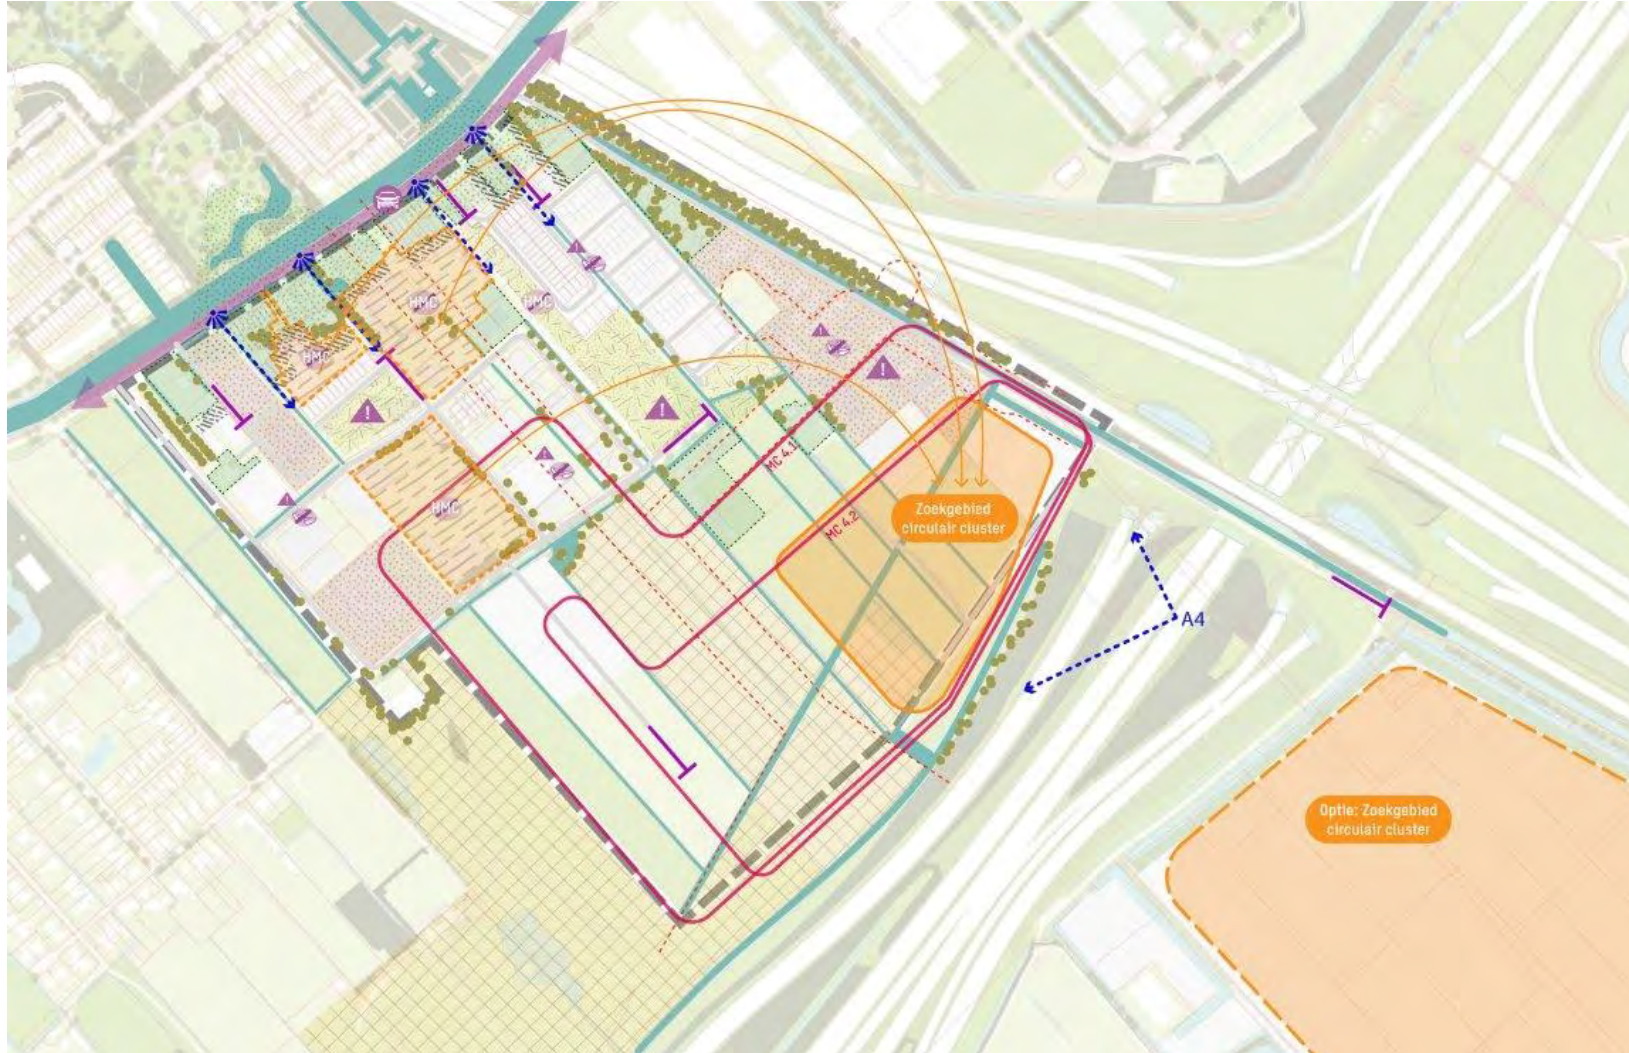 HMC
HMC
HMC
!
!
!
!
!
MC 4.1
HMC
!
!
!
MC 4.2
Zoekgebied
circulair cluster
A4
Optie: Zoekgebied
circulair cluster